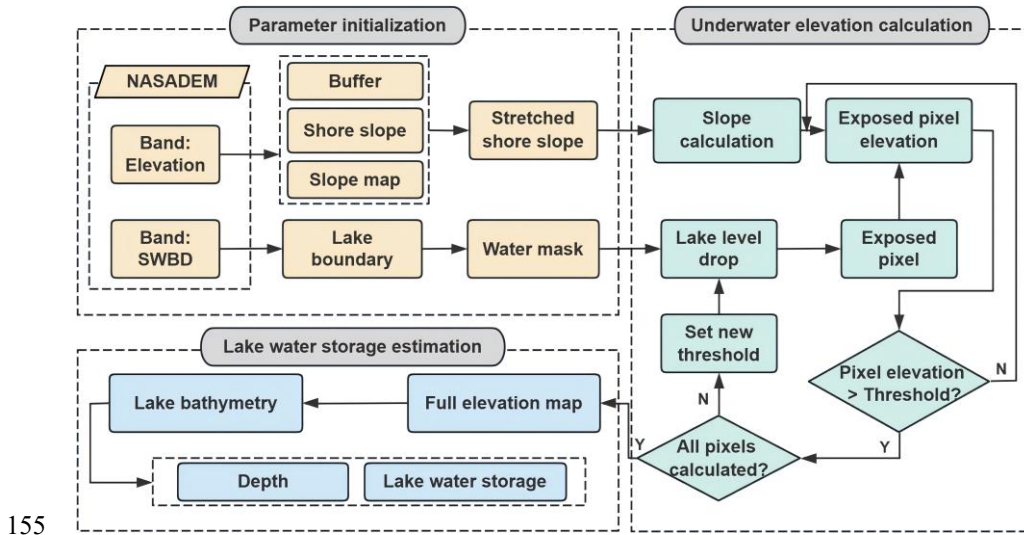 Parameter initialization
NASADEM
Band:
Elevation
Band:
SWBD
Buffer
Shore slope
Slope map
Stretched
shore slope
Lake
boundary
Water mask
Underwater elevation calculation
Slope
calculation
Exposed pixel
elevation
Lake level
drop
Exposed
pixel
Set new
threshold
Pixel elevation
> Threshold?
N
Y
All pixels
calculated?
N
Y
Lake water storage estimation
Lake bathymetry
Full elevation map
Depth
Lake water storage
155